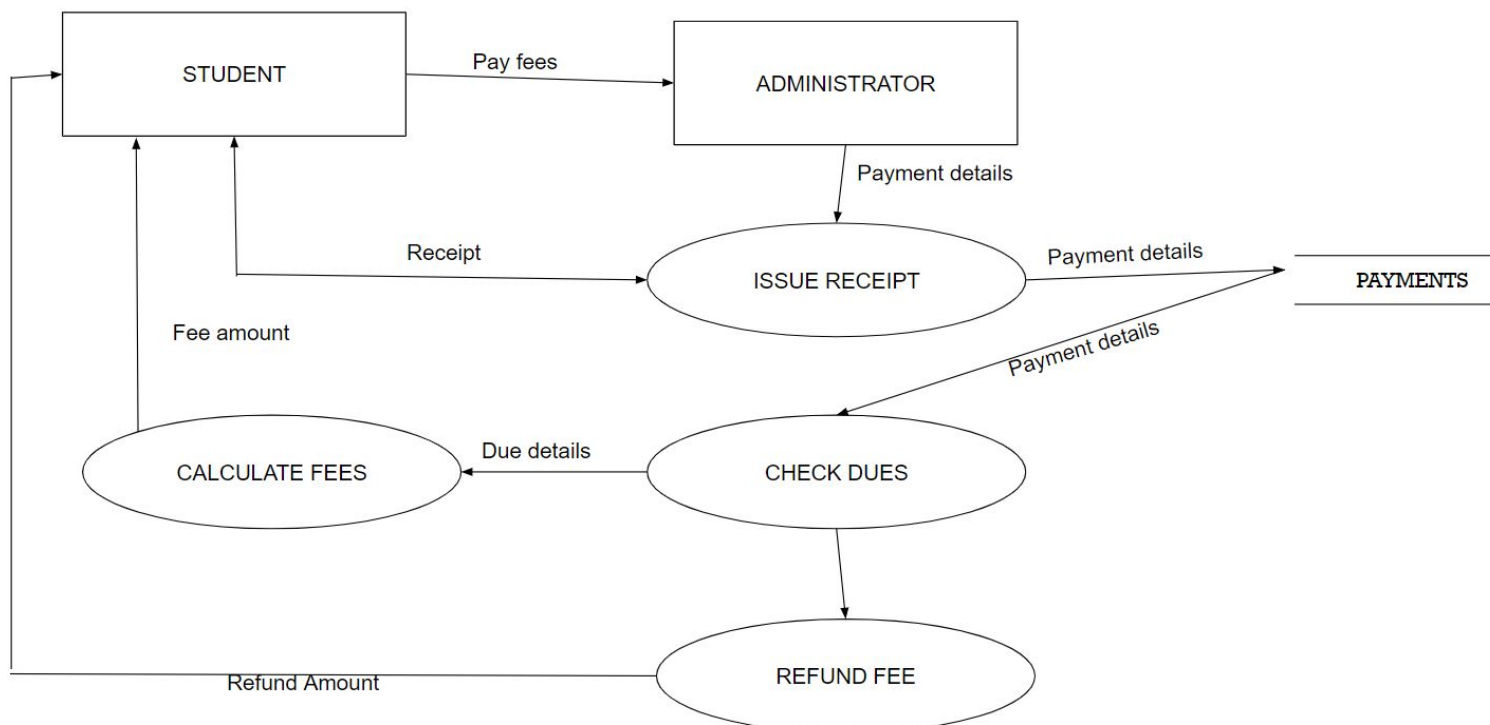 STUDENT
Pay fees
ADMINISTRATOR
Payment details
Receipt
ISSUE RECEIPT
Payment details
PAYMENTS
Fee amount
Payment details
CALCULATE FEES
Due details
CHECK DUES
Refund Amount
REFUND FEE